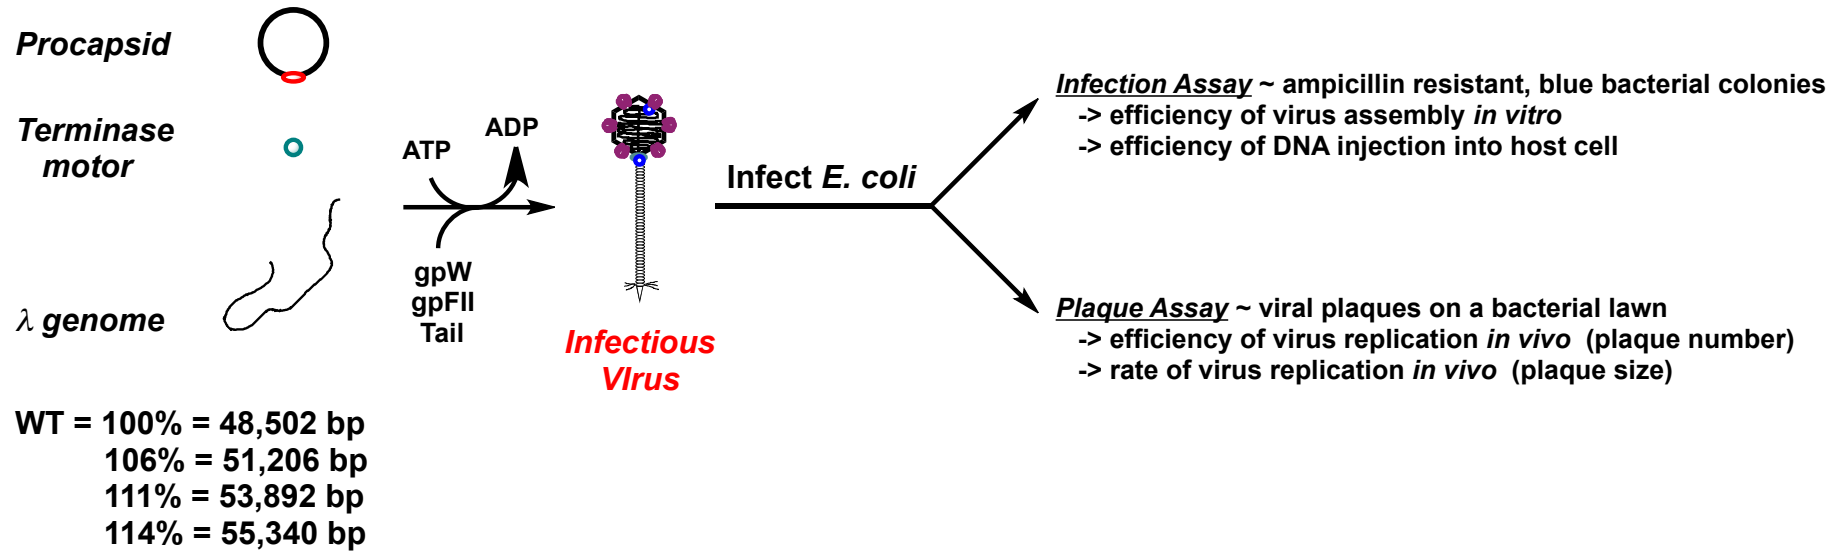 Procapsid
Terminase
motor
λ genome
WT = 100% = 48,502 bp
106% = 51,206 bp
111% = 53,892 bp
114% = 55,340 bp
ATP
ADP
gpW
gpFII
Tail
Infectious
VIrus
Infect E. coli
Infection Assay ~ ampicillin resistant, blue bacterial colonies
-> efficiency of virus assembly in vitro
-> efficiency of DNA injection into host cell
Plaque Assay ~ viral plaques on a bacterial lawn
-> efficiency of virus replication in vivo (plaque number)
-> rate of virus replication in vivo (plaque size)